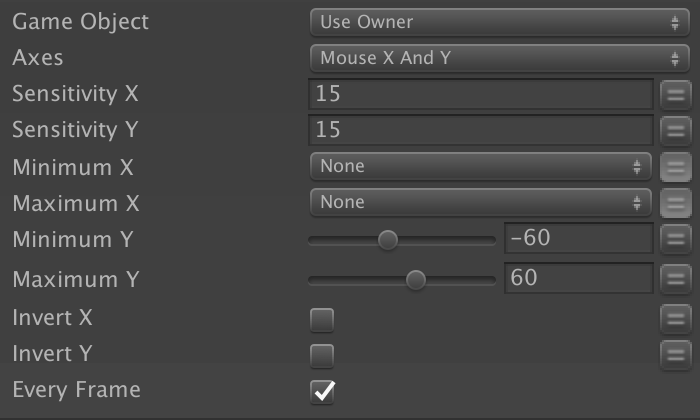 Game Object Use Owner
Axes Mouse X And Y
Sensitivity X 15
Sensitivity Y 15
Minimum X None
Maximum X None
Minimum Y -60
Maximum Y 60
Invert X
Invert Y
Every Frame